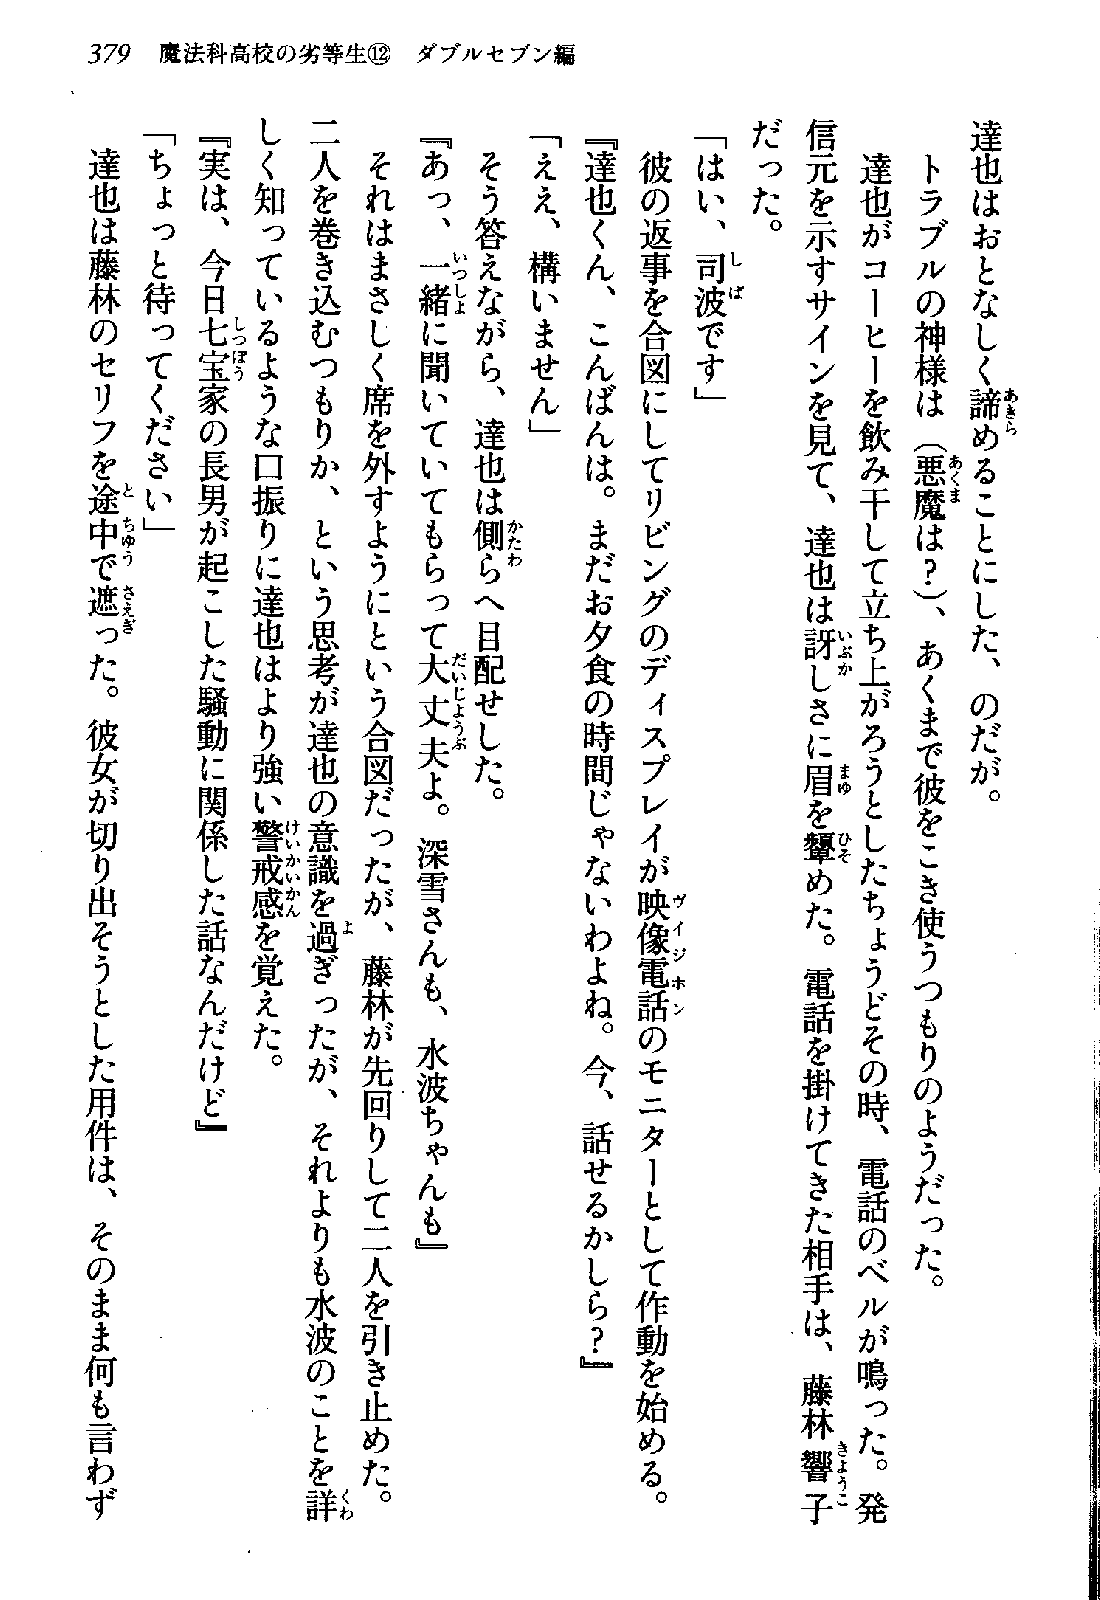 379 魔法科高校の劣等生⑫ ダブルセブン編
達也はおとなしく諦めることにした、のだが。
トラブルの神様は(悪魔は?)、あくまで彼をこき使うつもりのようだった。
達也がコーヒーを飲み干して立ち上がろうとしたちょうどその時、電話のベルが鳴った。発
信元を示すサインを見て、達也は訝しさに眉を顰めた。電話を掛けてきた相手は、藤林響子
だった。
「はい、司波です」
彼の返事を合図にしてリビングのディスプレイが映像電話のモニターとして作動を始める。
『達也くん、こんばんは。まだお夕食の時間じゃないわよね。今、話せるかしら?』
「ええ、構いません」
そう答えながら、達也は側らへ目配せした。
『あっ、一緒に聞いていてもらって大丈夫よ。深雪さんも、水波ちゃんも』
それはまさしく席を外すようにという合図だったが、藤林が先回りして二人を引き止めた。
二人を巻き込むつもりか、という思考が達也の意識を過ぎったが、それよりも水波のことを詳
しく知っているような口振りに達也はより強い警戒感を覚えた。
『実は、今日七宝家の長男が起こした騒動に関係した話なんだけど』
「ちょっと待ってください」
達也は藤林のセリフを途中で遮った。彼女が切り出そうとした用件は、そのまま何も言わず